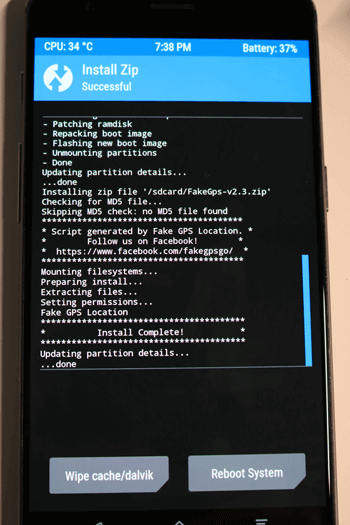 CPU: 34 °C 7:38 PM Battery: 37%
Install Zip
Successful
- Patching ramdisk
- Repacking boot image
- Flashing new boot image
- Unmounting partitions
- Done
Updating partition details...
...done
Installing zip file '/sdcard/FakeGps-v2.3.zip'
Checking for MD5 file...
Skipping MD5 check: no MD5 file found
****************************************
* Script generated by Fake GPS Location. *
* Follow us on Facebook! *
* https://www.facebook.com/fakegpsgo/ *
****************************************
Mounting filesystems...
Preparing install...
Extracting files...
Setting permissions...
Fake GPS Location
****************************************
* Install Complete! *
****************************************
Updating partition details...
...done
Wipe cache/dalvik
Reboot System